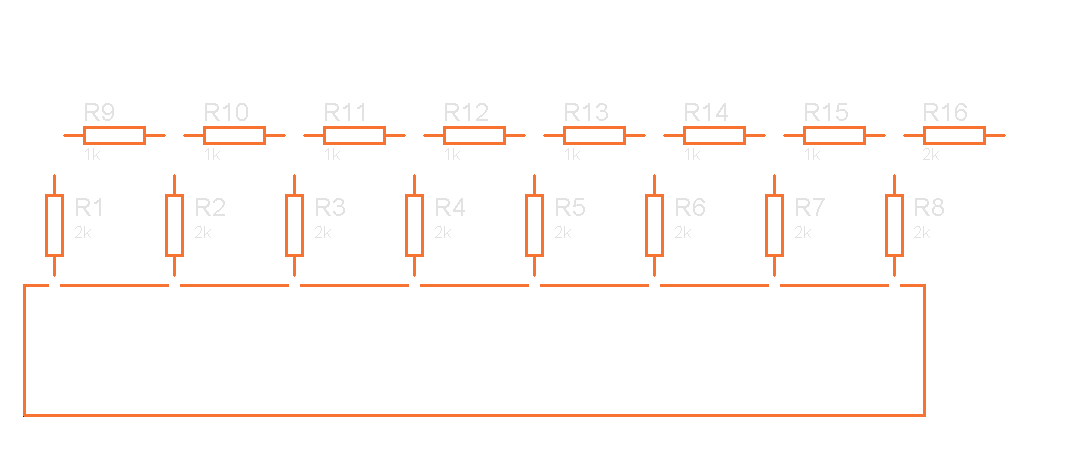 R9 R10 R11 R12 R13 R14 R15 R16
1k 1k 1k 1k 1k 1k 1k 2k
R1 R2 R3 R4 R5 R6 R7 R8
2k 2k 2k 2k 2k 2k 2k 2k